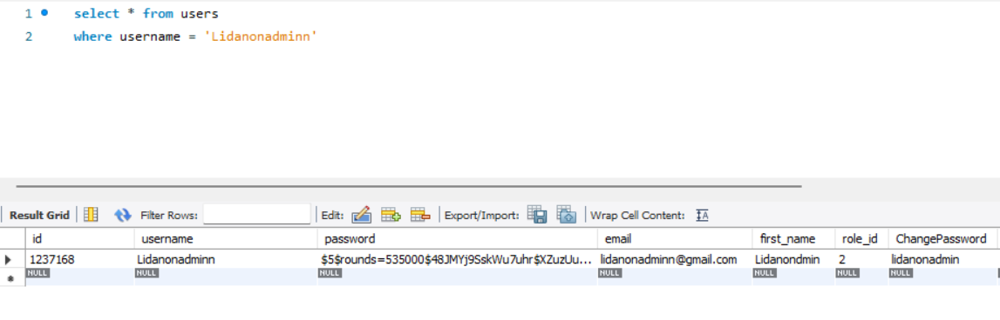 1 select * from users
2 where username = 'Lidanonadminn'
Result Grid Filter Rows: Edit: Export/Import: Wrap Cell Content: IA
id username password email first_name role_id ChangePassword
1237168 Lidanonadminn $5$rounds=535000$48JMYj9SskWu7uhr$XZuzUu... lidanonadminn@gmail.com Lidanondmin 2 lidanonadmin
NULL NULL NULL NULL NULL NULL NULL